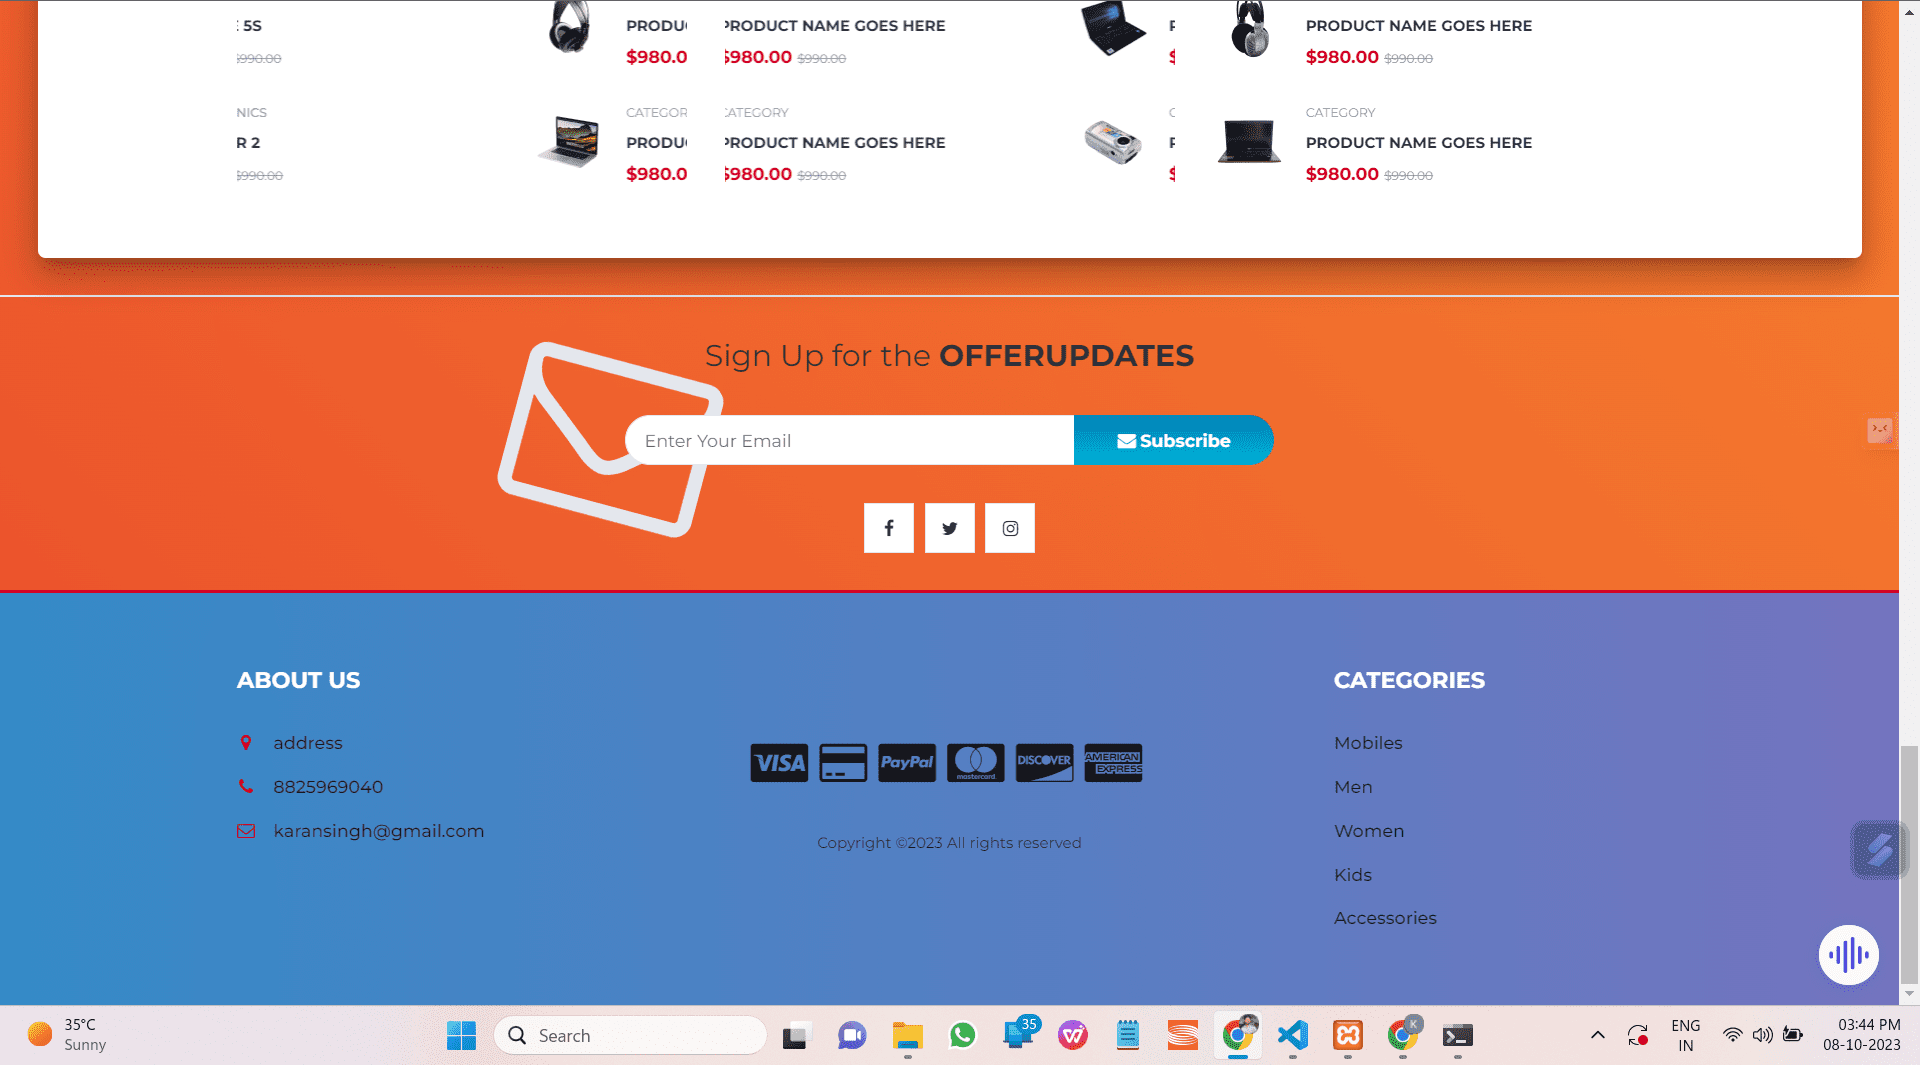 E 5S
$990.00
PRODU
$980.0
PRODUCT NAME GOES HERE
$980.00 $990.00
PRODUCT NAME GOES HERE
$980.00 $990.00
NICS
R 2
$990.00
CATEGOR
PRODU
$980.0
CATEGORY
PRODUCT NAME GOES HERE
$980.00 $990.00
CATEGORY
PRODUCT NAME GOES HERE
$980.00 $990.00
Sign Up for the OFFERUPDATES
Enter Your Email
Subscribe
ABOUT US
address
8825969040
karansingh@gmail.com
VISA
PayPal
mastercard
DISCOVER
AMERICAN
EXPRESS
Copyright ©2023 All rights reserved
CATEGORIES
Mobiles
Men
Women
Kids
Accessories
35°C
Sunny
Search
35
K
ENG
IN
03:44 PM
08-10-2023